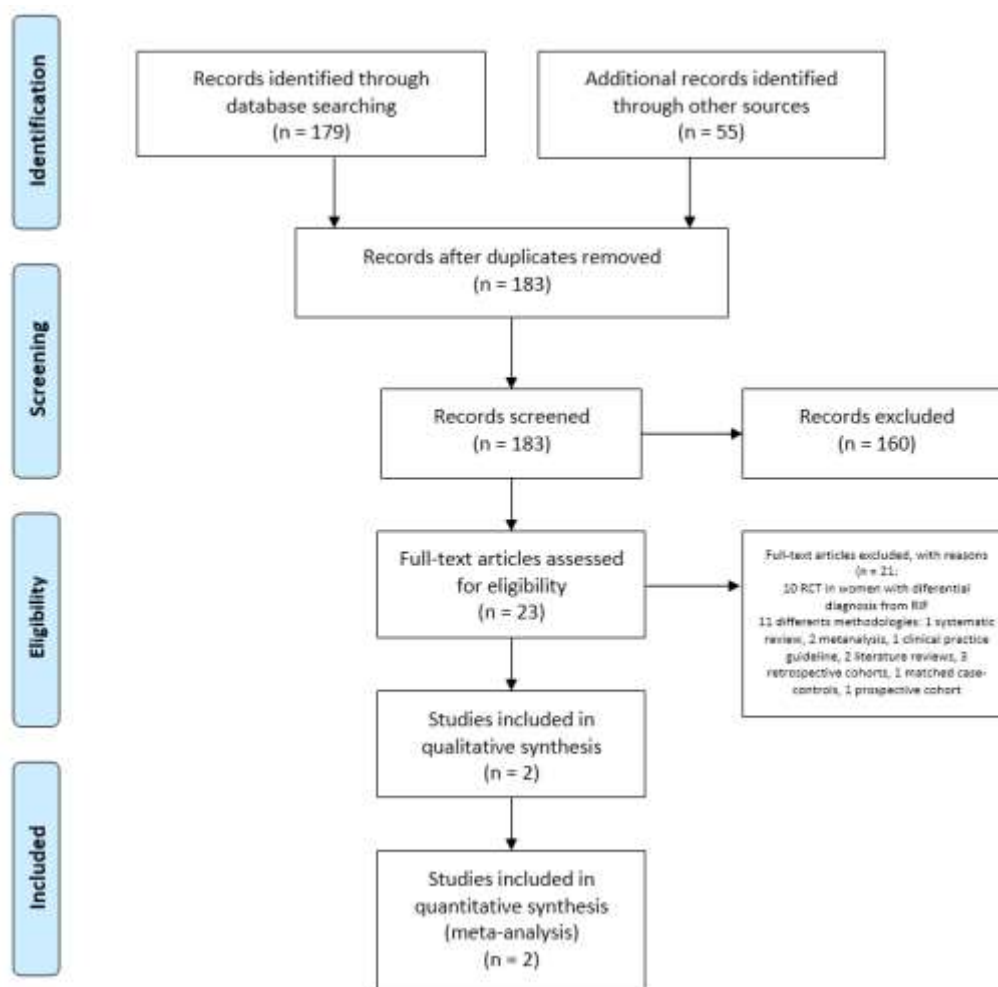 Identification
Records identified through
database searching
(n = 179)
Additional records identified
through other sources
(n = 55)
Records after duplicates removed
(n = 183)
Screening
Records screened
(n = 183)
Records excluded
(n = 160)
Eligibility
Full-text articles assessed
for eligibility
(n = 23)
Full-text articles excluded, with reasons
(n = 21;
10 RCT in women with diferential
diagnosis from RIF
11 differents methodologies: 1 systematic
review, 2 metanalysis, 1 clinical practice
guideline, 2 literature reviews, 3
retrospective cohorts, 1 matched case-
controls, 1 prospective cohort
Studies included in
qualitative synthesis
(n = 2)
Included
Studies included in
quantitative synthesis
(meta-analysis)
(n = 2)